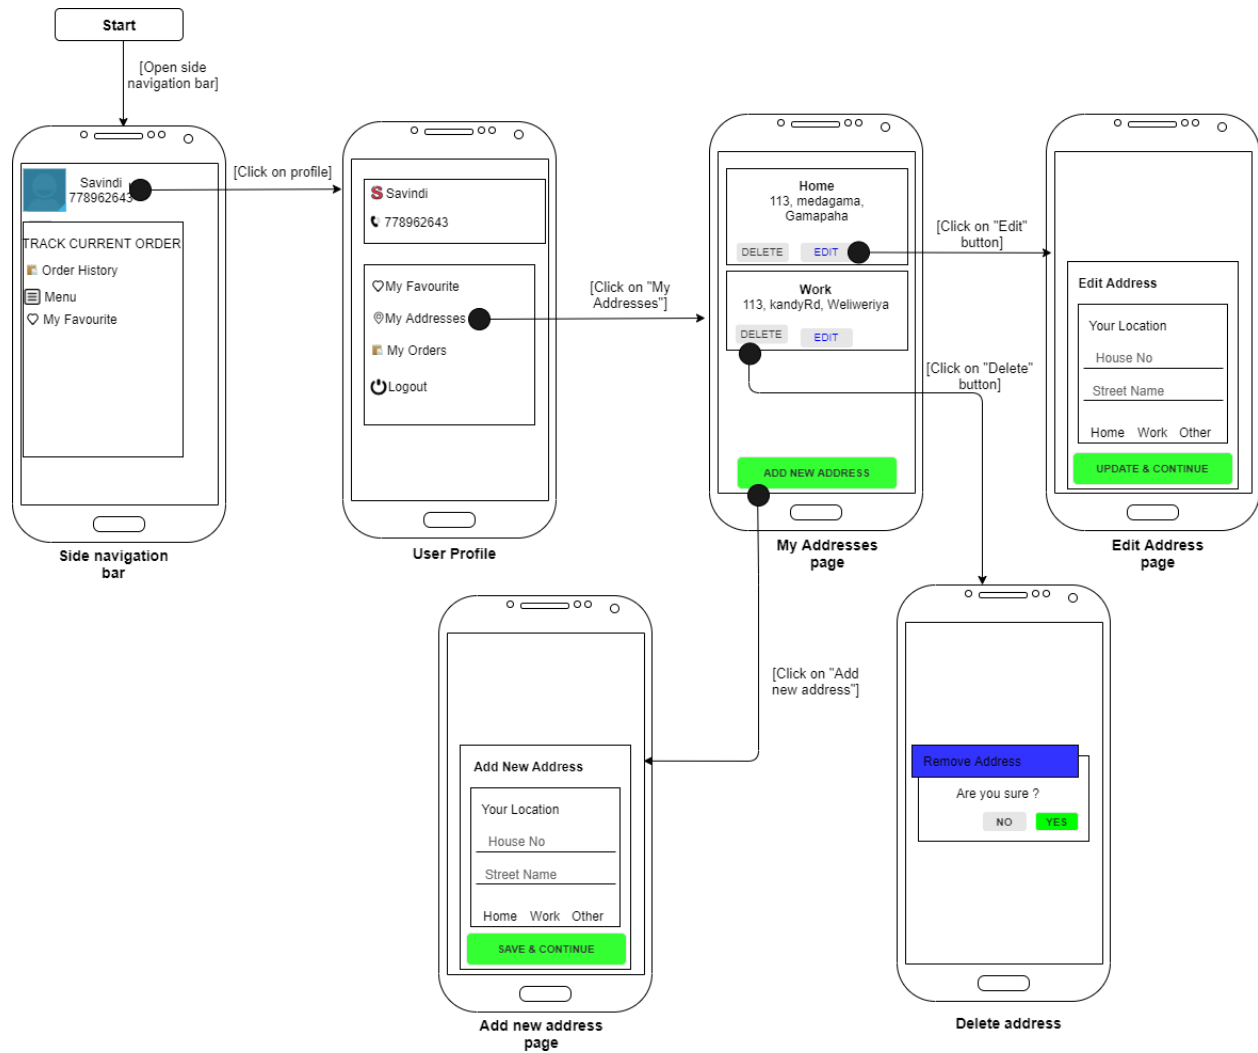 Start
[Open side
navigation bar]
Savindi
778962643
TRACK CURRENT ORDER
Order History
Menu
My Favourite
Side navigation
bar
[Click on profile]
S Savindi
778962643
My Favourite
My Addresses
My Orders
Logout
User Profile
[Click on "My
Addresses"]
Home
113, medagama,
Gamapaha
DELETE EDIT
Work
113, kandyRd, Weliweriya
DELETE EDIT
ADD NEW ADDRESS
My Addresses
page
[Click on "Edit"
button]
[Click on "Delete"
button]
Edit Address
Your Location
House No
Street Name
Home Work Other
UPDATE & CONTINUE
Edit Address
page
[Click on "Add
new address"]
Add New Address
Your Location
House No
Street Name
Home Work Other
SAVE & CONTINUE
Add new address
page
Remove Address
Are you sure ?
NO YES
Delete address